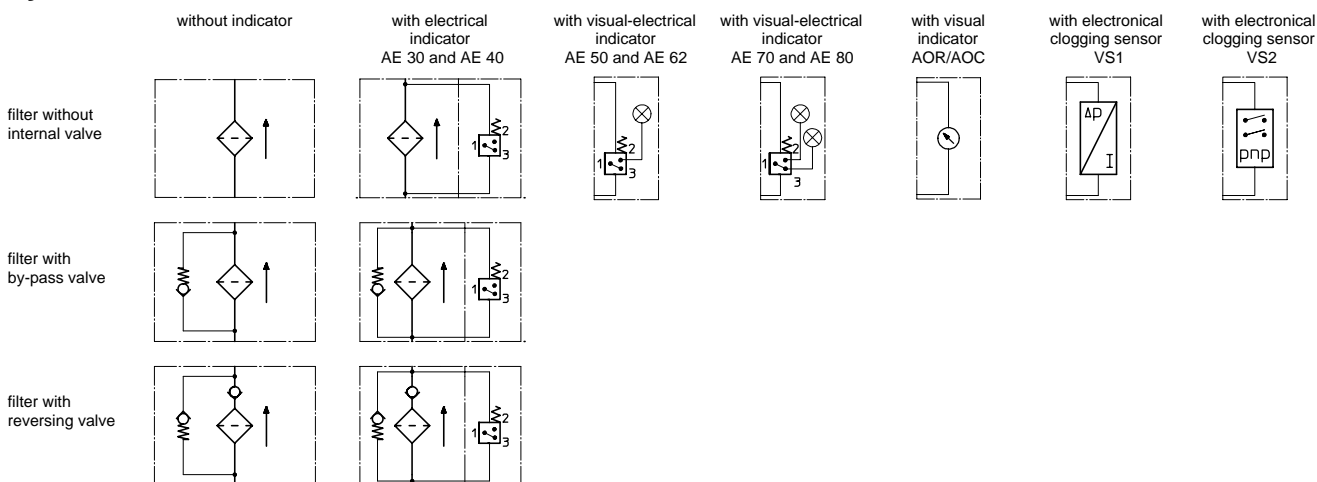 without indicator
with electrical
indicator
AE 30 and AE 40
with visual-electrical
indicator
AE 50 and AE 62
with visual-electrical
indicator
AE 70 and AE 80
with visual
indicator
AOR/AOC
with electronical
clogging sensor
VS1
with electronical
clogging sensor
VS2
filter without
internal valve
1 2 3
1 2 3
1 2 3
Δp
I
pnp
filter with
by-pass valve
1 2 3
filter with
reversing valve
1 2 3